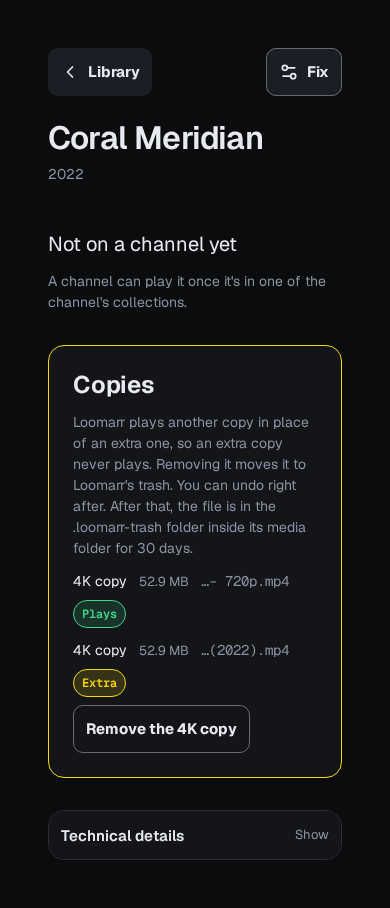 Library
Fix
Coral Meridian
2022
Not on a channel yet
A channel can play it once it's in one of the
channel's collections.
Copies
Loomarr plays another copy in place
of an extra one, so an extra copy
never plays. Removing it moves it to
Loomarr's trash. You can undo right
after. After that, the file is in the
.loomarr-trash folder inside its media
folder for 30 days.
4K copy 52.9 MB …- 720p.mp4
Plays
4K copy 52.9 MB …(2022).mp4
Extra
Remove the 4K copy
Technical details Show